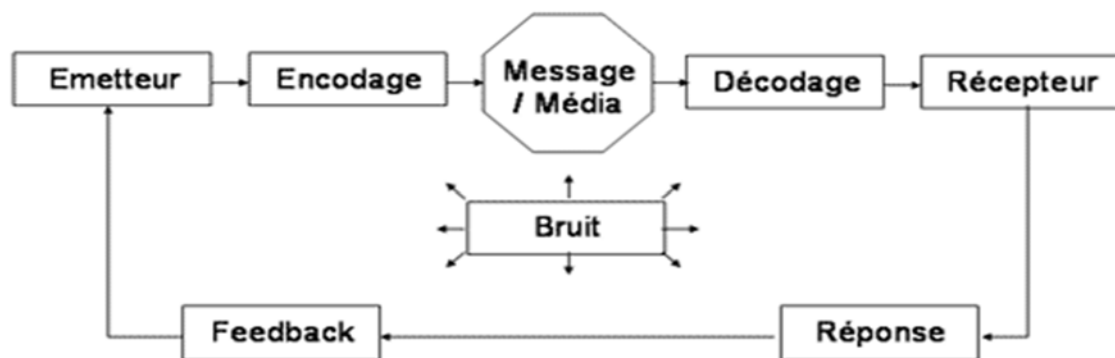 Emetteur
Encodage
Message
/ Média
Décodage
Récepteur
Bruit
Feedback
Réponse